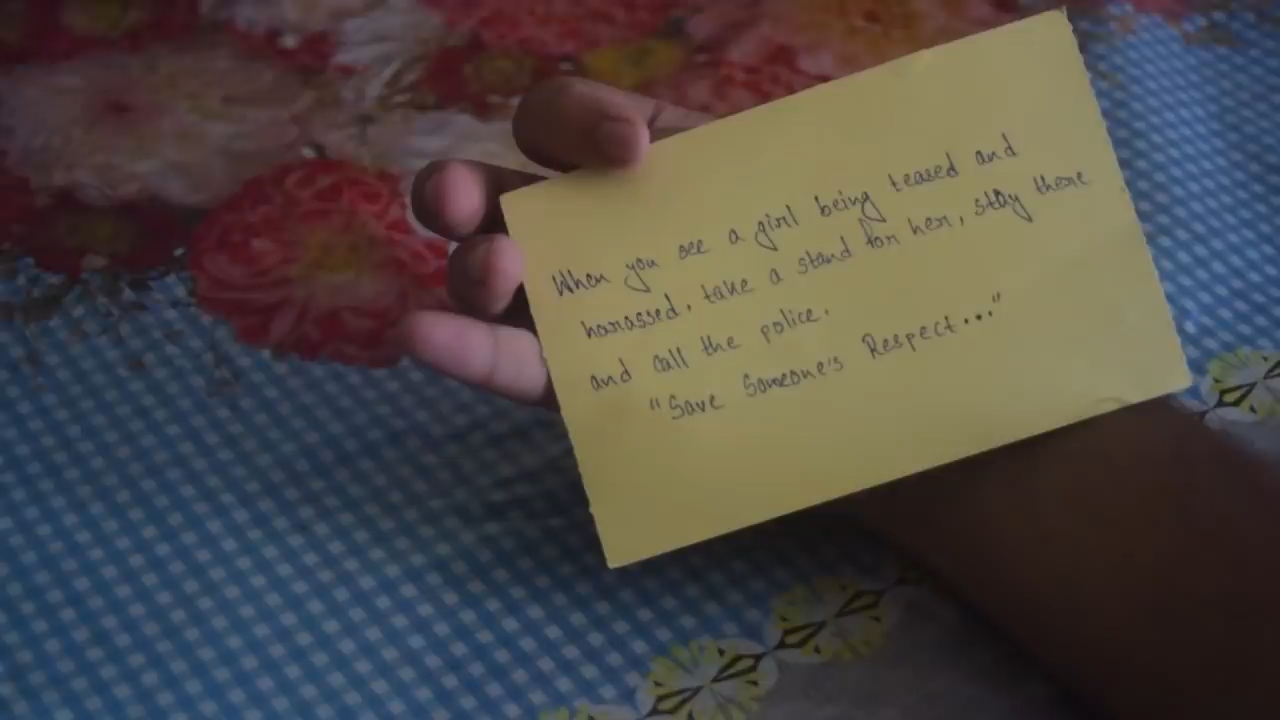 When you see a girl being teased and
harassed, take a stand for her, stay there
and call the police.
"Save Someone's Respect..."